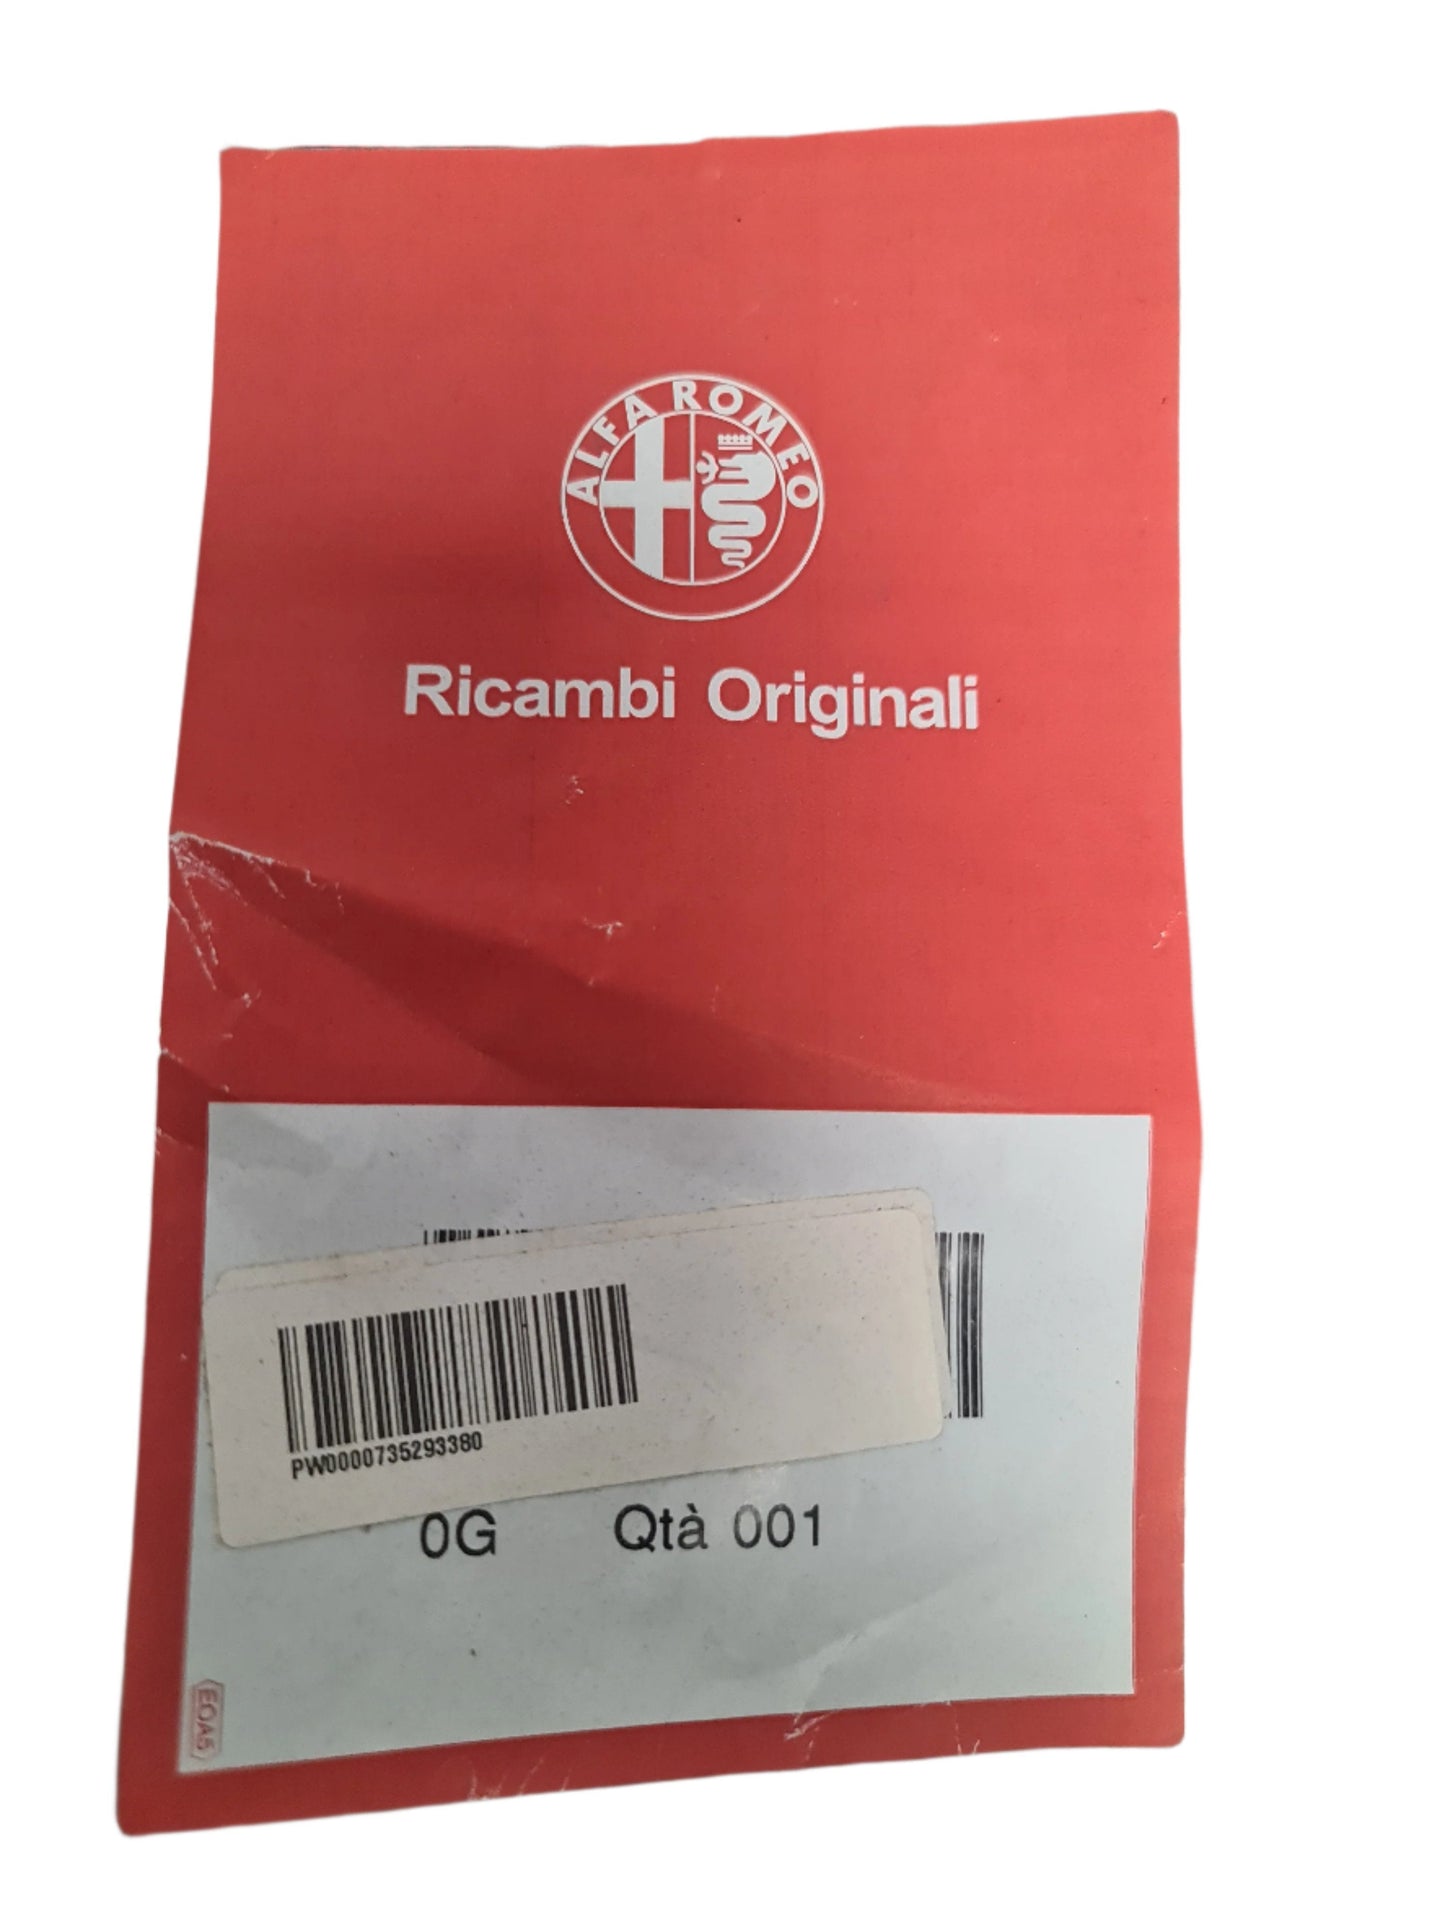 ALFA ROMEO
Ricambi Originali
PW0000735293380
0G Qtà 001
EOA5